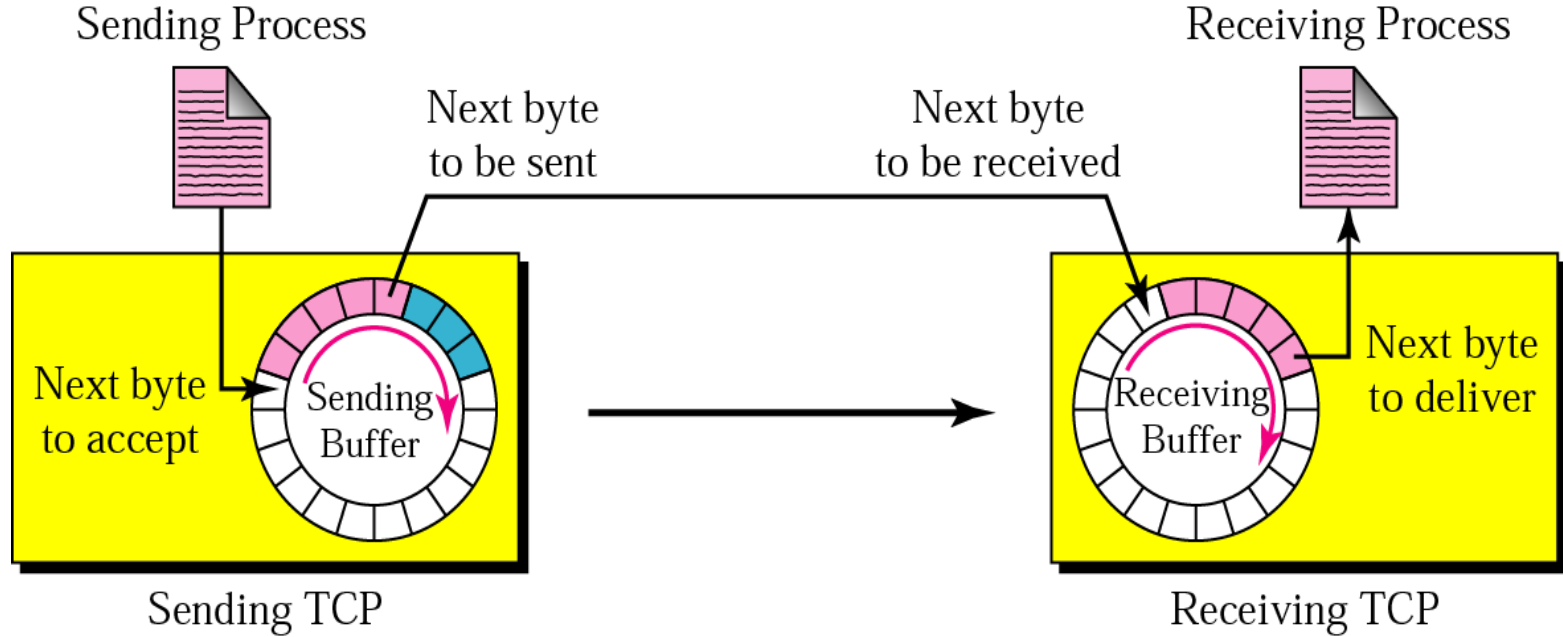 Sending Process
Receiving Process
Next byte
to be sent
Next byte
to be received
Next byte
to accept
Sending
Buffer
Receiving
Buffer
Next byte
to deliver
Sending TCP
Receiving TCP